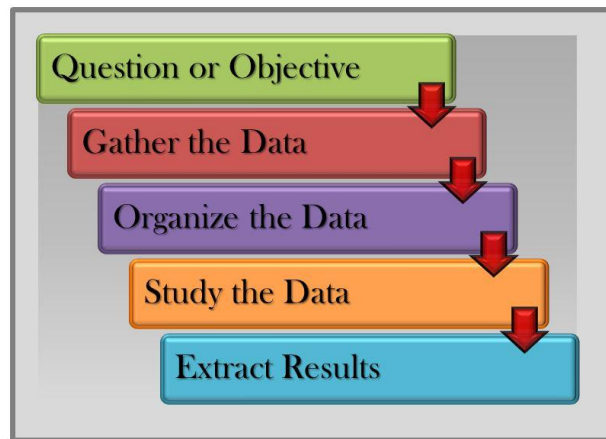 Question or Objective
Gather the Data
Organize the Data
Study the Data
Extract Results